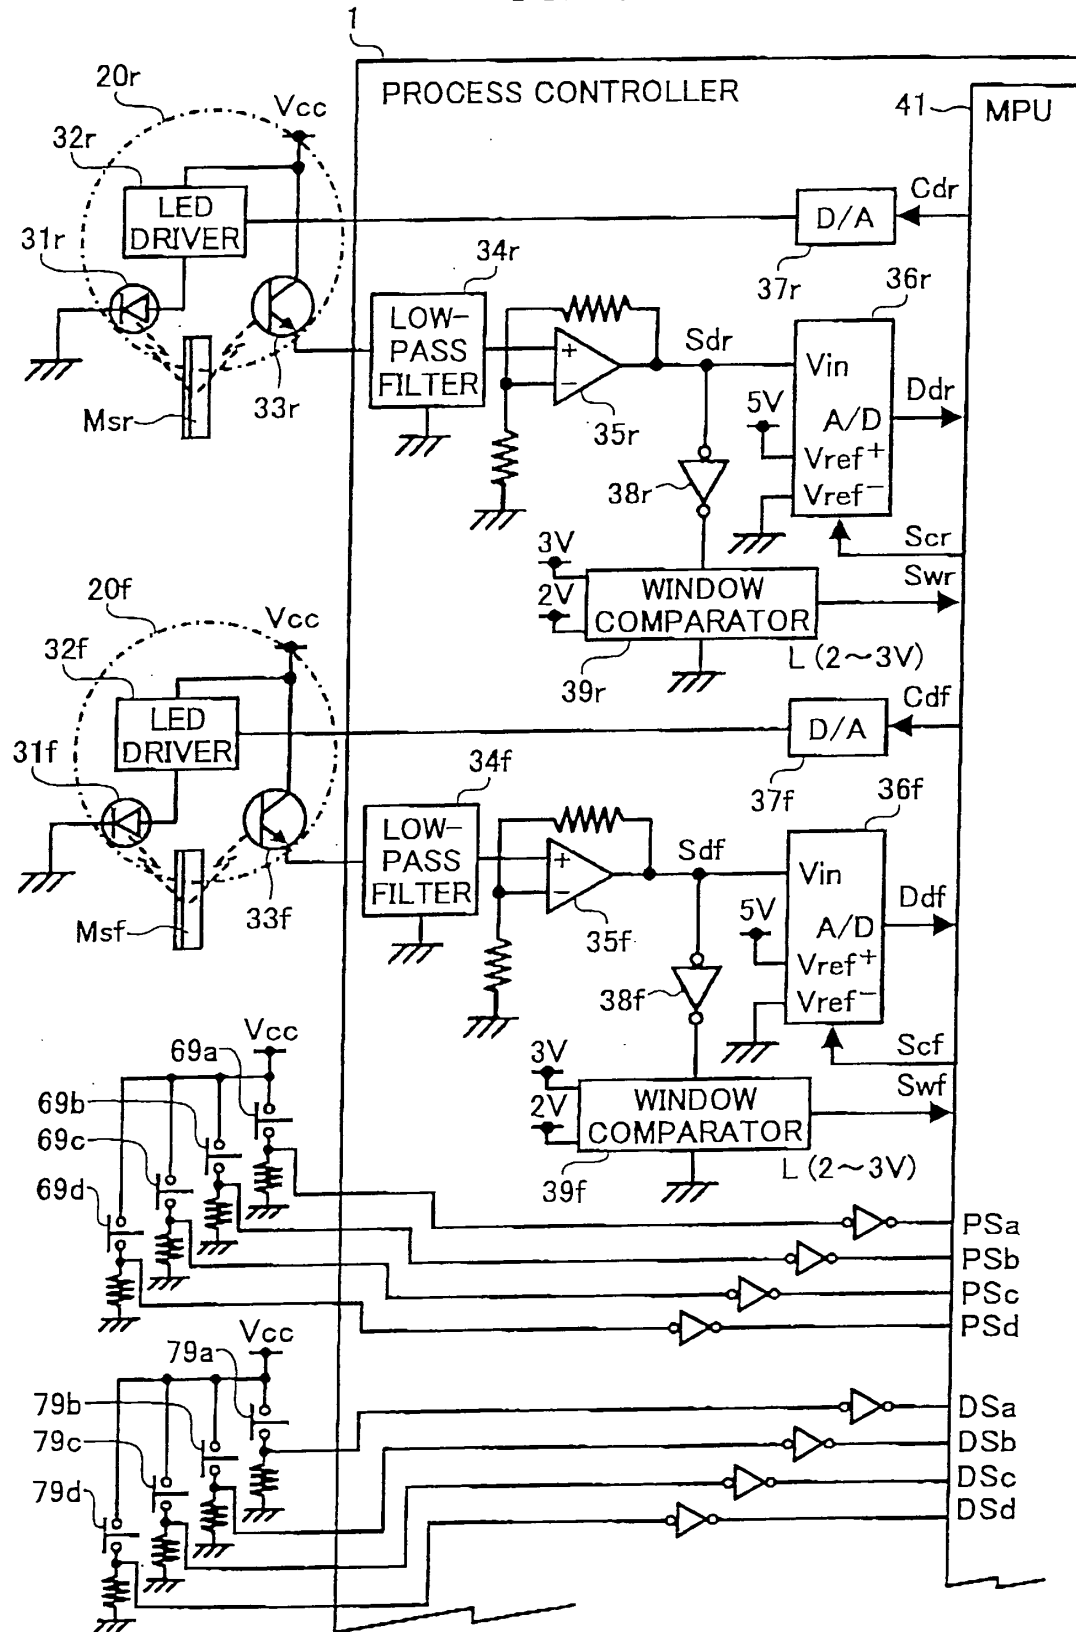 1
PROCESS CONTROLLER
41
MPU
20r
Vcc
32r
LED
DRIVER
31r
Msr
33r
34r
LOW-
PASS
FILTER
+
−
35r
Sdr
D/A
37r
Cdr
36r
Vin
A/D
Vref+
Vref−
5V
Ddr
38r
Scr
3V
2V
WINDOW
COMPARATOR
39r
Swr
L (2～3V)
20f
Vcc
32f
LED
DRIVER
31f
Msf
33f
34f
LOW-
PASS
FILTER
+
−
35f
Sdf
D/A
37f
Cdf
36f
Vin
A/D
Vref+
Vref−
5V
Ddf
38f
Scf
3V
2V
WINDOW
COMPARATOR
39f
Swf
L (2～3V)
Vcc
69a
69b
69c
69d
PSa
PSb
PSc
PSd
Vcc
79a
79b
79c
79d
DSa
DSb
DSc
DSd